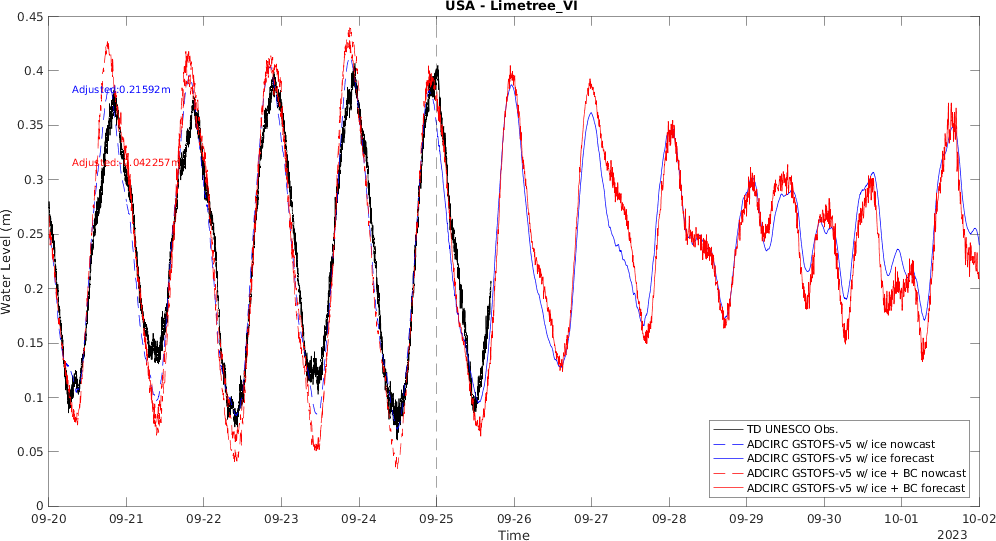 USA - Limetree_VI
0.45
0.4
0.35
0.3
0.25
0.2
0.15
0.1
0.05
0
Water Level (m)
Adjusted:0.21592m
Adjusted:-0.042257m
TD UNESCO Obs.
ADCIRC GSTOFS-v5 w/ ice nowcast
ADCIRC GSTOFS-v5 w/ ice forecast
ADCIRC GSTOFS-v5 w/ ice + BC nowcast
ADCIRC GSTOFS-v5 w/ ice + BC forecast
09-20 09-21 09-22 09-23 09-24 09-25 09-26 09-27 09-28 09-29 09-30 10-01 10-02
Time
2023